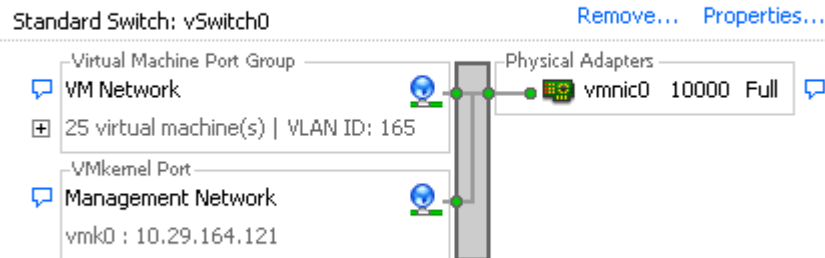 Standard Switch: vSwitch0 Remove... Properties...
Virtual Machine Port Group
VM Network
25 virtual machine(s) | VLAN ID: 165
Physical Adapters
vmnic0 10000 Full
VMkernel Port
Management Network
vmk0 : 10.29.164.121